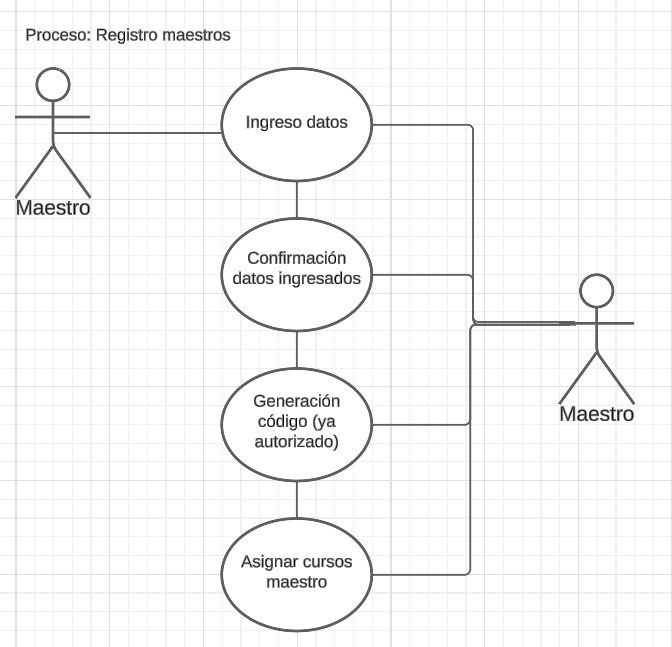 Proceso: Registro maestros
Ingreso datos
Maestro
Confirmación
datos ingresados
Generación
código (ya
autorizado)
Maestro
Asignar cursos
maestro